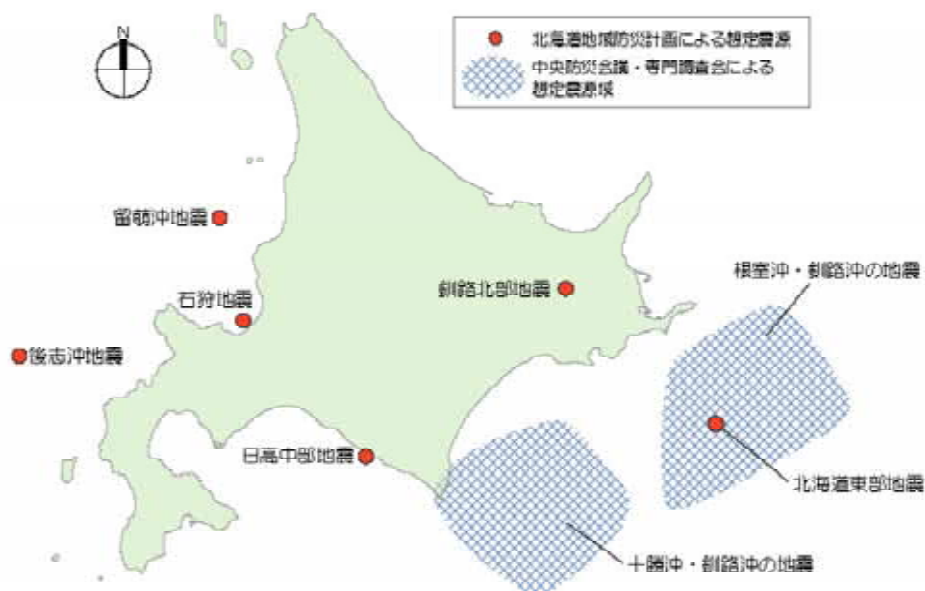 N
北海道地域防災計画による想定震源
中央防災会議・専門調査会による
想定震源域
留萌沖地震
根室沖・釧路沖の地震
釧路北部地震
石狩地震
後志沖地震
日高中部地震
北海道東部地震
十勝沖・釧路沖の地震